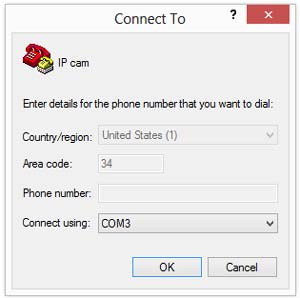 Connect To
?
IP cam
Enter details for the phone number that you want to dial:
Country/region: United States (1)
Area code: 34
Phone number:
Connect using: COM3
OK Cancel